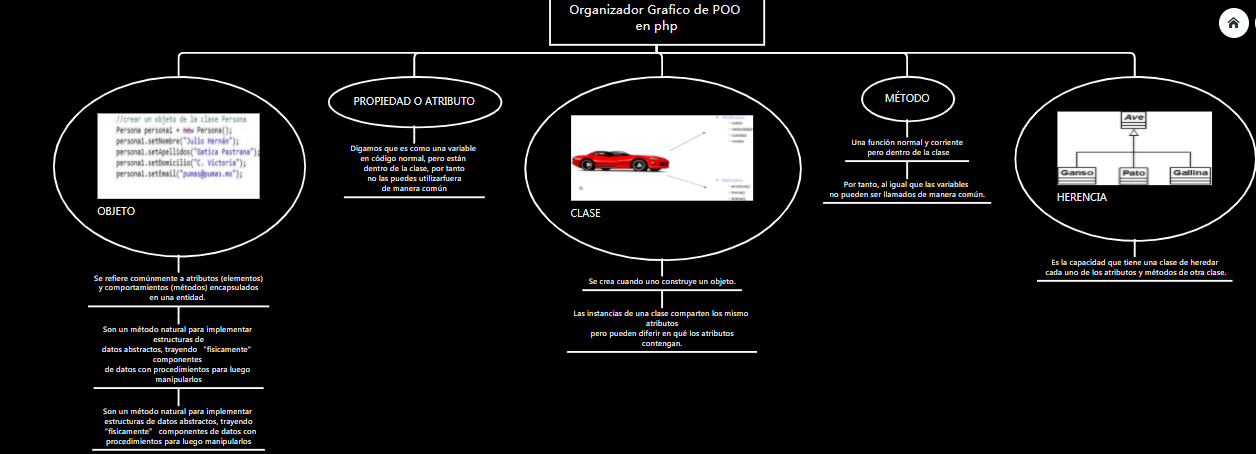 Organizador Grafico de POO
en php
//crear un objeto de la clase Persona
Persona personal = new Persona();
personal.setNombre("Julio Hernán");
personal.setApellidos("Gatica Pastrana");
personal.setDomicilio("C. Victoria");
personal.setEmail("pumas@pumas.mx");
OBJETO
Se refiere comúnmente a atributos (elementos)
y comportamientos (métodos) encapsulados
en una entidad.
Son un método natural para implementar
estructuras de
datos abstractos, trayendo "físicamente"
componentes
de datos con procedimientos para luego
manipularlos
Son un método natural para implementar
estructuras de datos abstractos, trayendo
"físicamente" componentes de datos con
procedimientos para luego manipularlos
PROPIEDAD O ATRIBUTO
Digamos que es como una variable
en código normal, pero están
dentro de la clase, por tanto
no las puedes utilizarfuera
de manera común
CLASE
Se crea cuando uno construye un objeto.
Las instancias de una clase comparten los mismo
atributos
pero pueden diferir en qué los atributos
contengan.
MÉTODO
Una función normal y corriente
pero dentro de la clase
Por tanto, al igual que las variables
no pueden ser llamados de manera común.
Ave
Ganso Pato Gallina
HERENCIA
Es la capacidad que tiene una clase de heredar
cada uno de los atributos y métodos de otra clase.